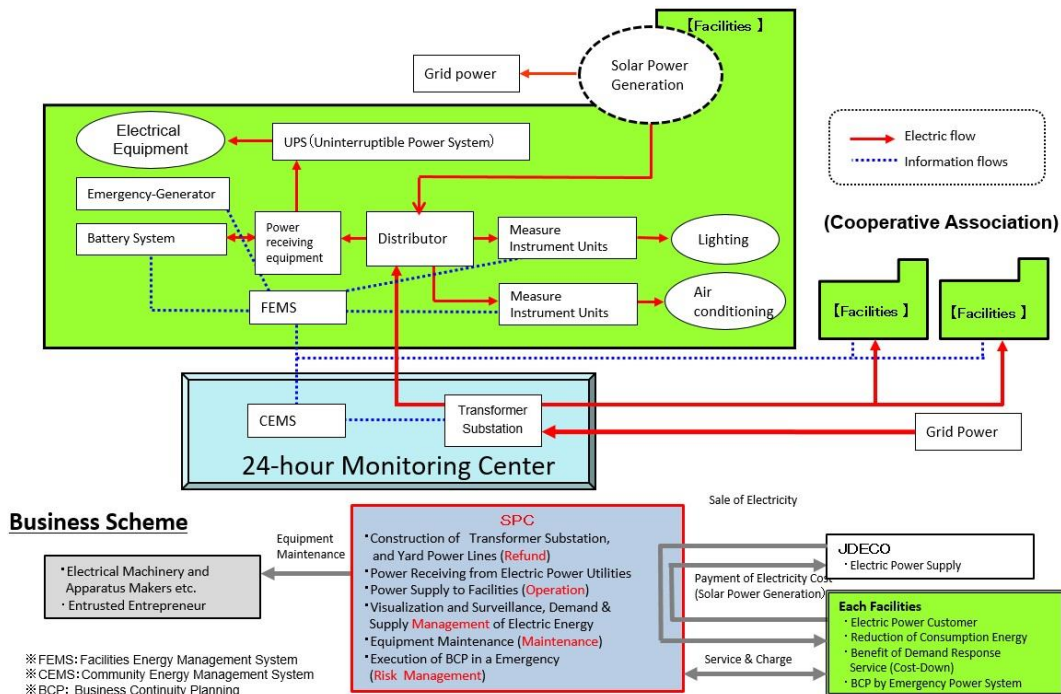 【Facilities 】
Solar Power
Generation
Grid power
Electrical
Equipment
UPS(Uninterruptible Power System)
Emergency-Generator
Battery System
Power
receiving
equipment
Distributor
Measure
Instrument Units
Lighting
FEMS
Measure
Instrument Units
Air
conditioning
Electric flow
Information flows
(Cooperative Association)
【Facilities 】
【Facilities 】
CEMS
Transformer
Substation
Grid Power
24-hour Monitoring Center
Business Scheme
Equipment
Maintenance
・Electrical Machinery and
Apparatus Makers etc.
・Entrusted Entrepreneur
SPC
・Construction of Transformer Substation,
and Yard Power Lines (Refund)
・Power Receiving from Electric Power Utilities
・Power Supply to Facilities (Operation)
・Visualization and Surveillance, Demand &
Supply Management of Electric Energy
・Equipment Maintenance (Maintenance)
・Execution of BCP in a Emergency
(Risk Management)
Sale of Electricity
Payment of Electricity Cost
(Solar Power Generation)
Service & Charge
JDECO
・Electric Power Supply
Each Facilities
・Electric Power Customer
・Reduction of Consumption Energy
・Benefit of Demand Response
Service (Cost-Down)
・BCP by Emergency Power System
※FEMS:Facilities Energy Management System
※CEMS:Community Energy Management System
※BCP: Business Continuity Planning